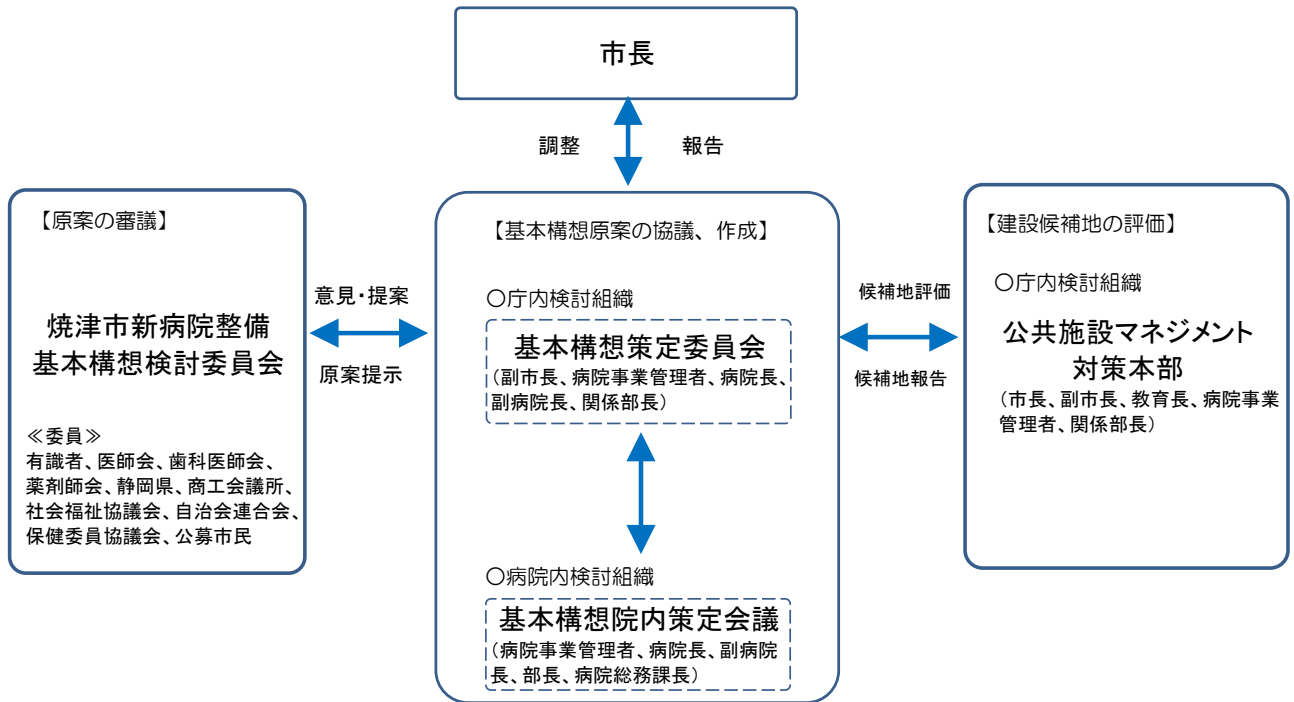 市長
調整 報告
【原案の審議】
焼津市新病院整備
基本構想検討委員会
≪委員≫
有識者、医師会、歯科医師会、
薬剤師会、静岡県、商工会議所、
社会福祉協議会、自治会連合会、
保健委員協議会、公募市民
意見・提案
原案提示
【基本構想原案の協議、作成】
〇庁内検討組織
基本構想策定委員会
(副市長、病院事業管理者、病院長、
副病院長、関係部長)
〇病院内検討組織
基本構想院内策定会議
(病院事業管理者、病院長、副病院
長、部長、病院総務課長)
候補地評価
候補地報告
【建設候補地の評価】
〇庁内検討組織
公共施設マネジメント
対策本部
(市長、副市長、教育長、病院事業
管理者、関係部長)